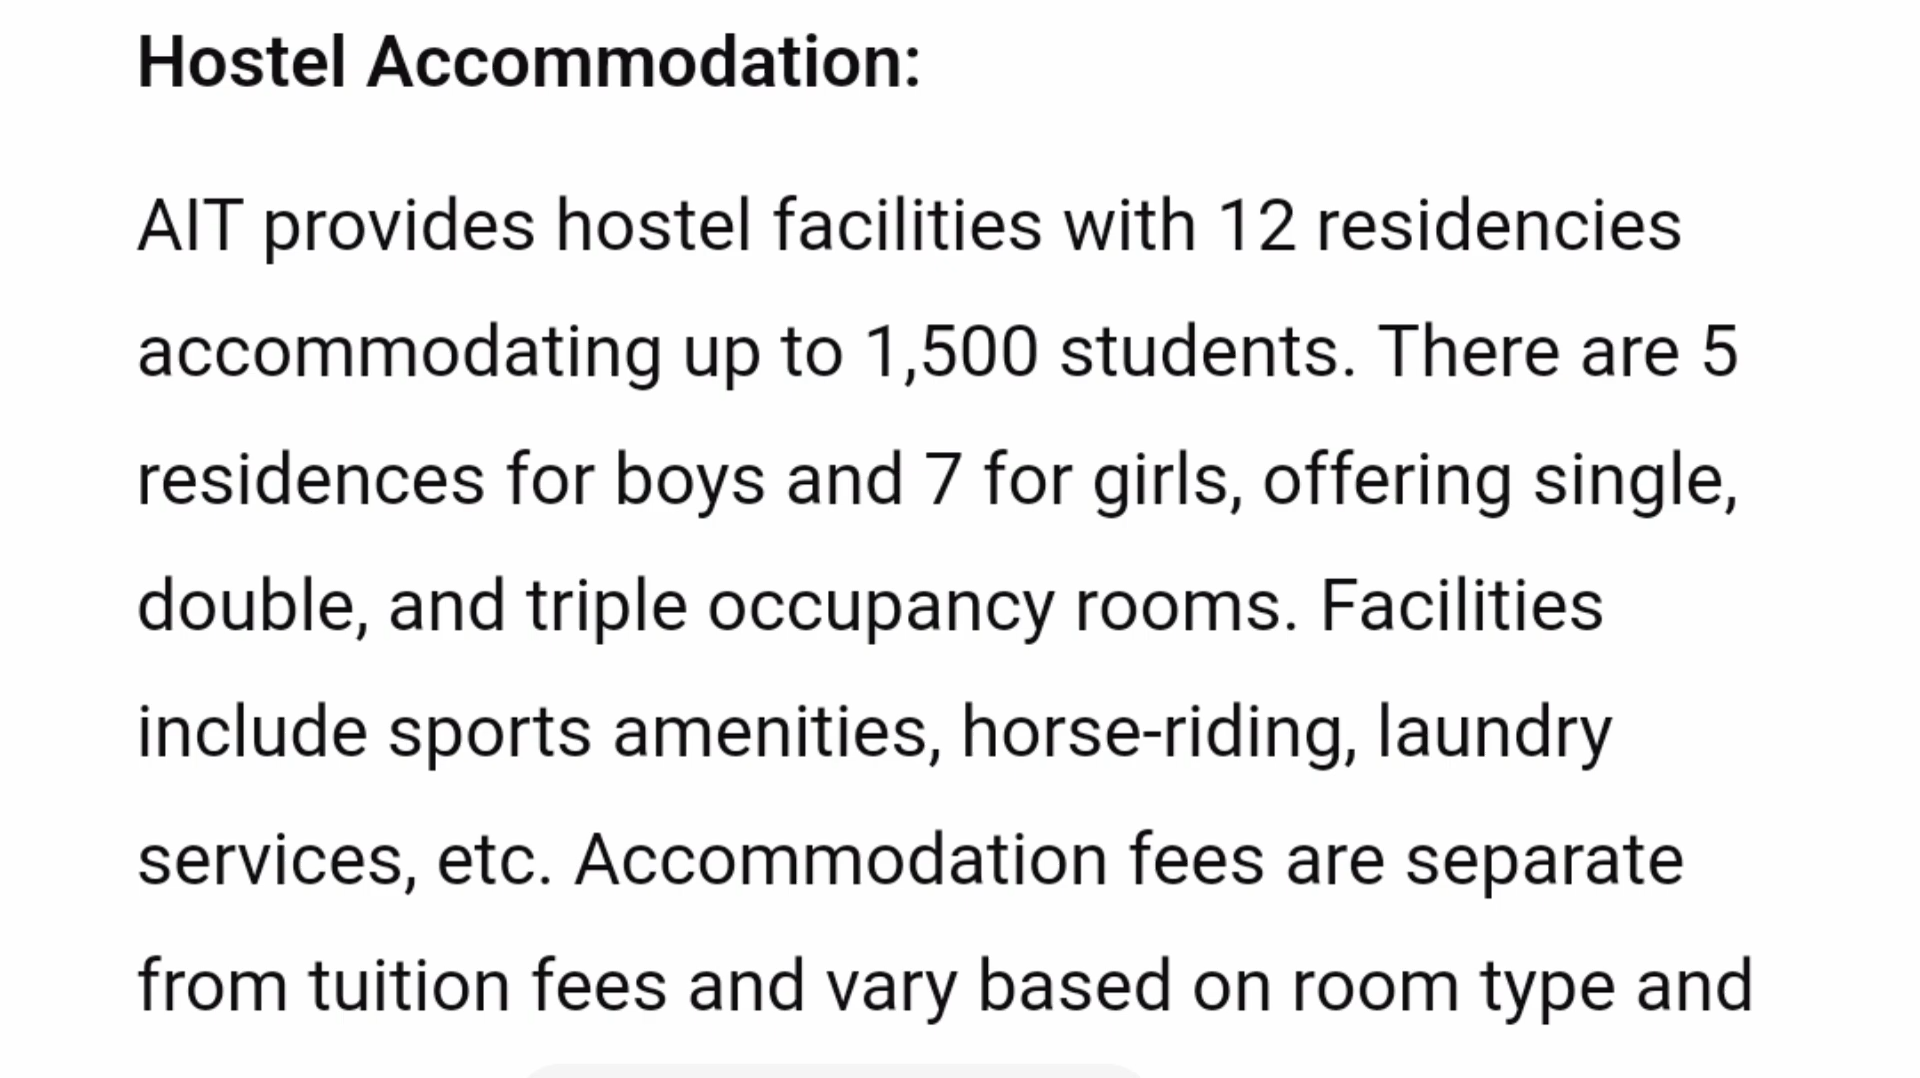 Hostel Accommodation:
AIT provides hostel facilities with 12 residencies
accommodating up to 1,500 students. There are 5
residences for boys and 7 for girls, offering single,
double, and triple occupancy rooms. Facilities
include sports amenities, horse-riding, laundry
services, etc. Accommodation fees are separate
from tuition fees and vary based on room type and